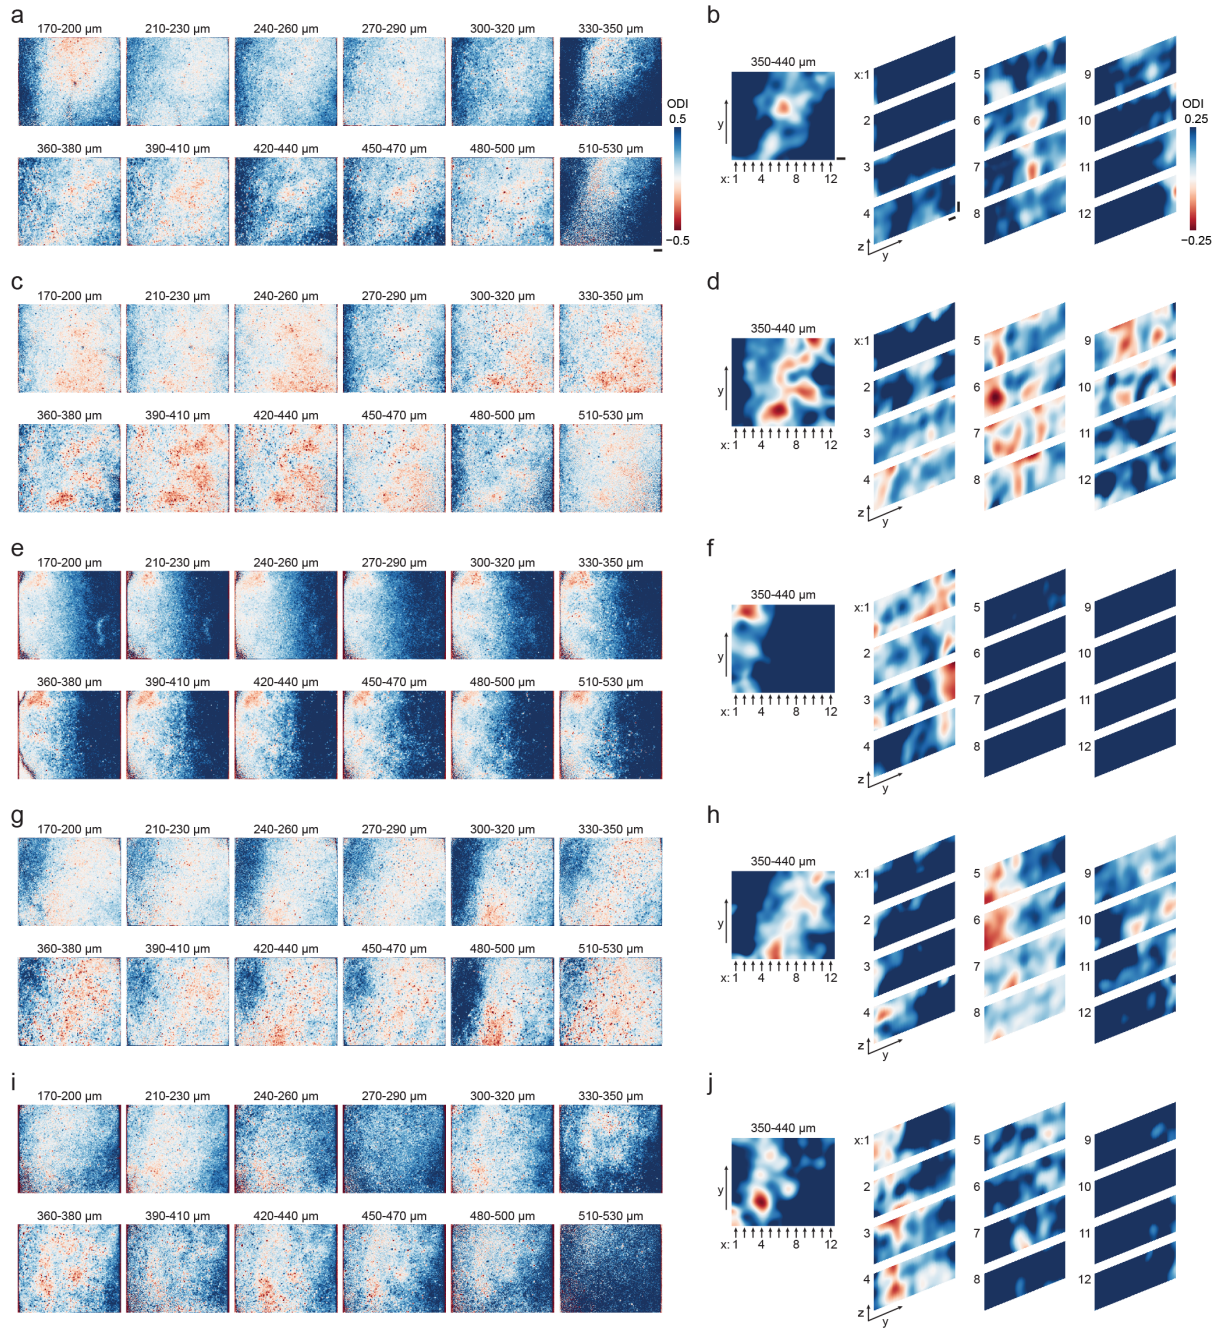 a
170-200 µm 210-230 µm 240-260 µm 270-290 µm 300-320 µm 330-350 µm
ODI
0.5
360-380 µm 390-410 µm 420-440 µm 450-470 µm 480-500 µm 510-530 µm
−0.5
b
350-440 µm
y
x: 1 4 8 12
x:1 5 9
2 6 10
3 7 11
4 8 12
z
y
ODI
0.25
−0.25
c
170-200 µm 210-230 µm 240-260 µm 270-290 µm 300-320 µm 330-350 µm
360-380 µm 390-410 µm 420-440 µm 450-470 µm 480-500 µm 510-530 µm
d
350-440 µm
y
x: 1 4 8 12
x:1 5 9
2 6 10
3 7 11
4 8 12
z
y
e
170-200 µm 210-230 µm 240-260 µm 270-290 µm 300-320 µm 330-350 µm
360-380 µm 390-410 µm 420-440 µm 450-470 µm 480-500 µm 510-530 µm
f
350-440 µm
y
x: 1 4 8 12
x:1 5 9
2 6 10
3 7 11
4 8 12
z
y
g
170-200 µm 210-230 µm 240-260 µm 270-290 µm 300-320 µm 330-350 µm
360-380 µm 390-410 µm 420-440 µm 450-470 µm 480-500 µm 510-530 µm
h
350-440 µm
y
x: 1 4 8 12
x:1 5 9
2 6 10
3 7 11
4 8 12
z
y
i
170-200 µm 210-230 µm 240-260 µm 270-290 µm 300-320 µm 330-350 µm
360-380 µm 390-410 µm 420-440 µm 450-470 µm 480-500 µm 510-530 µm
j
350-440 µm
y
x: 1 4 8 12
x:1 5 9
2 6 10
3 7 11
4 8 12
z
y